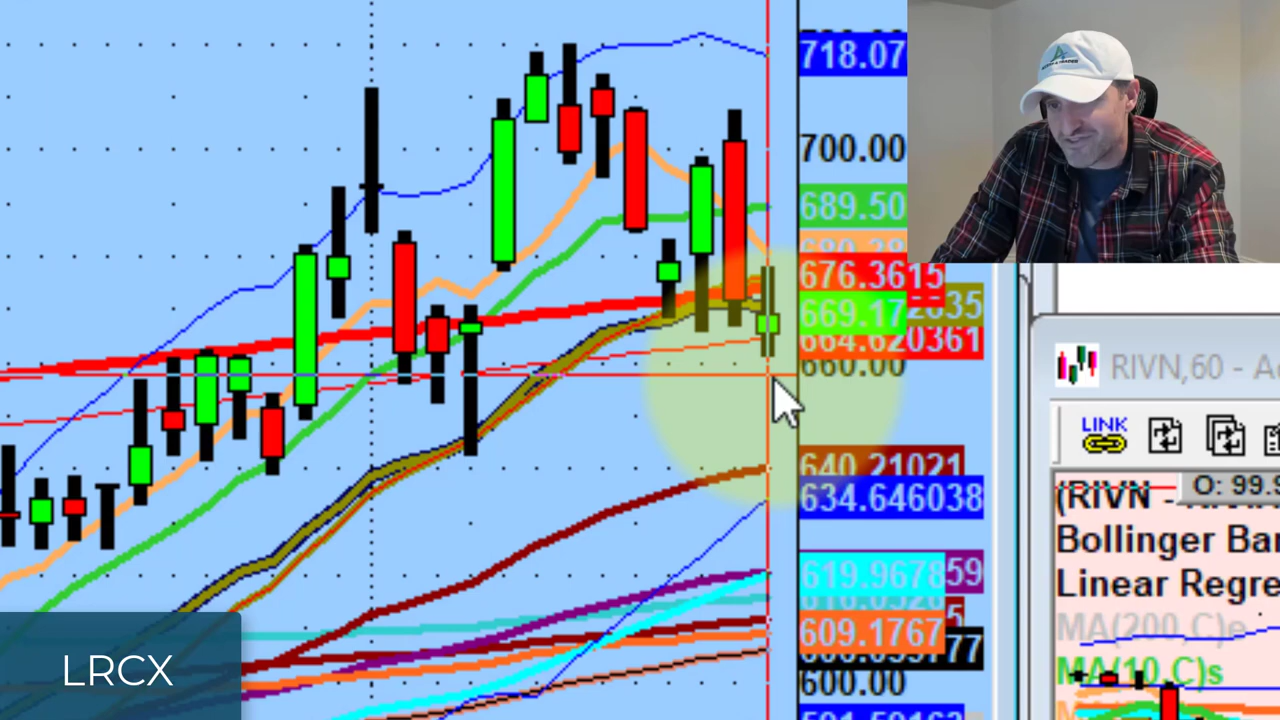 718.07
700.00
689.50
676.3615
669.17
664.620361
660.00
640.21021
634.646038
619.9678
59
609.1767
600.00
LRCX
RIVN,60 - A
LINK
O: 99.9
(RIVN -
Bollinger Ba
Linear Regre
MA(200,C)e
MA(10,C)s